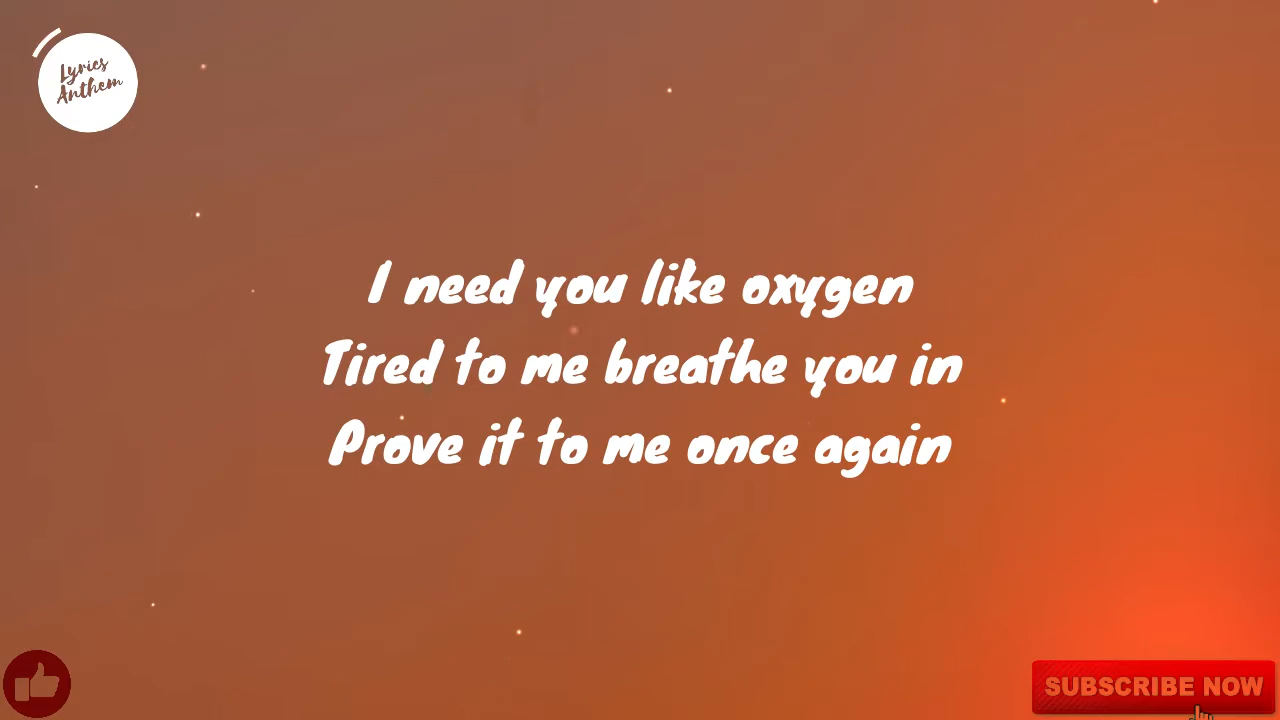 Lyrics
Anthem
I need you like oxygen
Tired to me breathe you in
Prove it to me once again
SUBSCRIBE NOW